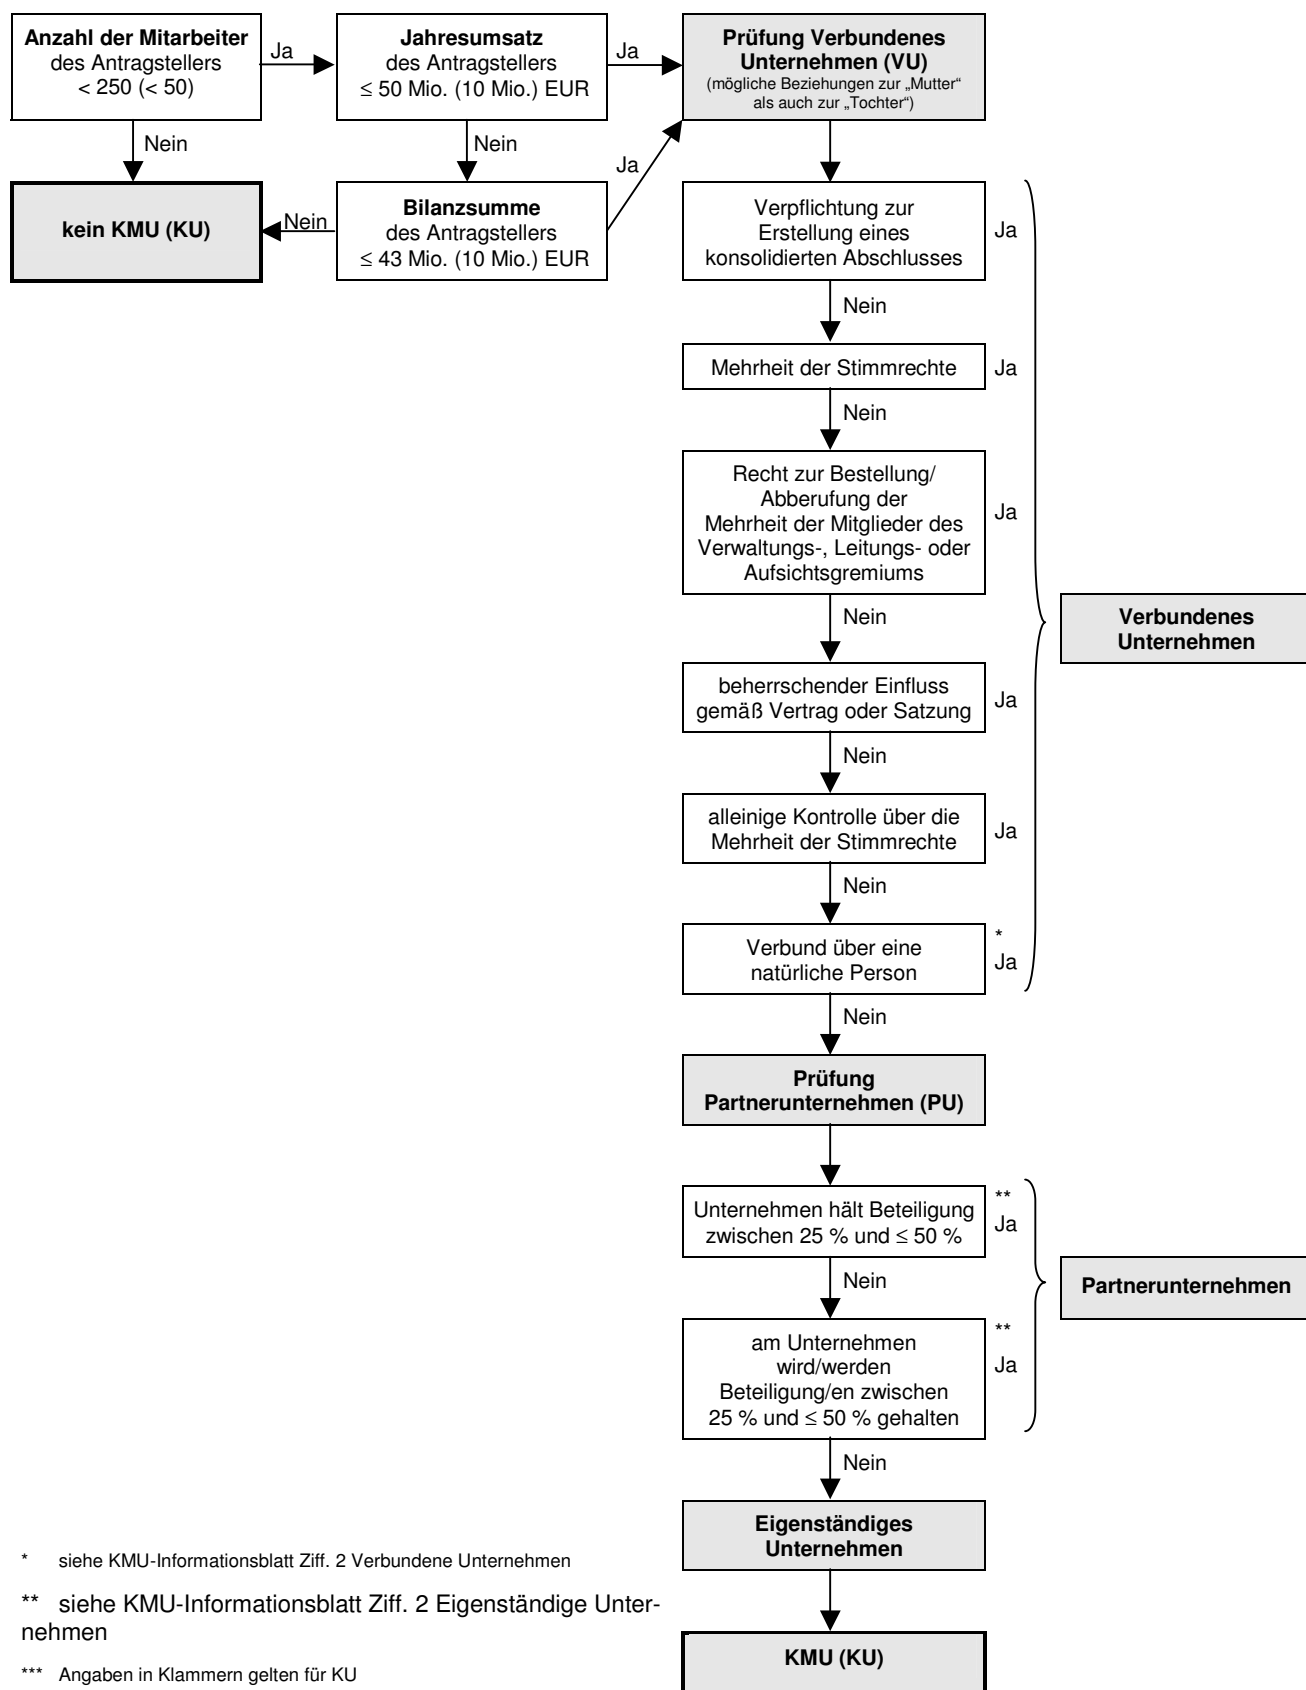 Anzahl der Mitarbeiter
des Antragstellers
< 250 (< 50)
Ja
Jahresumsatz
des Antragstellers
≤ 50 Mio. (10 Mio.) EUR
Ja
Prüfung Verbundenes
Unternehmen (VU)
(mögliche Beziehungen zur „Mutter“
als auch zur „Tochter“)
Nein
Nein
Ja
kein KMU (KU)
Nein
Bilanzsumme
des Antragstellers
≤ 43 Mio. (10 Mio.) EUR
Verpflichtung zur
Erstellung eines
konsolidierten Abschlusses
Ja
Nein
Mehrheit der Stimmrechte
Ja
Nein
Recht zur Bestellung/
Abberufung der
Mehrheit der Mitglieder des
Verwaltungs-, Leitungs- oder
Aufsichtsgremiums
Ja
Nein
Verbundenes
Unternehmen
beherrschender Einfluss
gemäß Vertrag oder Satzung
Ja
Nein
alleinige Kontrolle über die
Mehrheit der Stimmrechte
Ja
Nein
Verbund über eine
natürliche Person
*
Ja
Nein
Prüfung
Partnerunternehmen (PU)
Unternehmen hält Beteiligung
zwischen 25 % und ≤ 50 %
**
Ja
Nein
Partnerunternehmen
am Unternehmen
wird/werden
Beteiligung/en zwischen
25 % und ≤ 50 % gehalten
**
Ja
Nein
Eigenständiges
Unternehmen
KMU (KU)
* siehe KMU-Informationsblatt Ziff. 2 Verbundene Unternehmen
** siehe KMU-Informationsblatt Ziff. 2 Eigenständige Unter-
nehmen
*** Angaben in Klammern gelten für KU